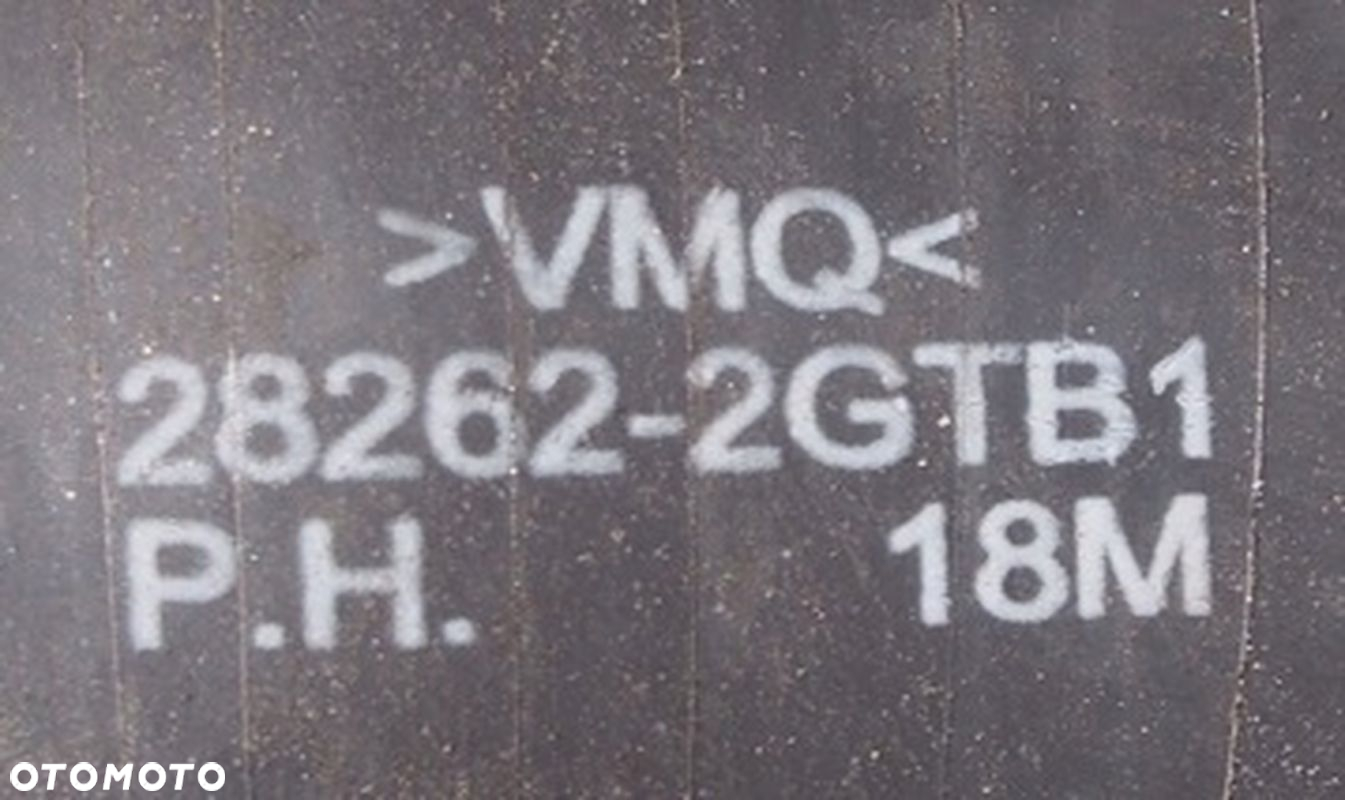 >VMQ<
28262-2GTB1
P.H. 18M
OTOMOTO